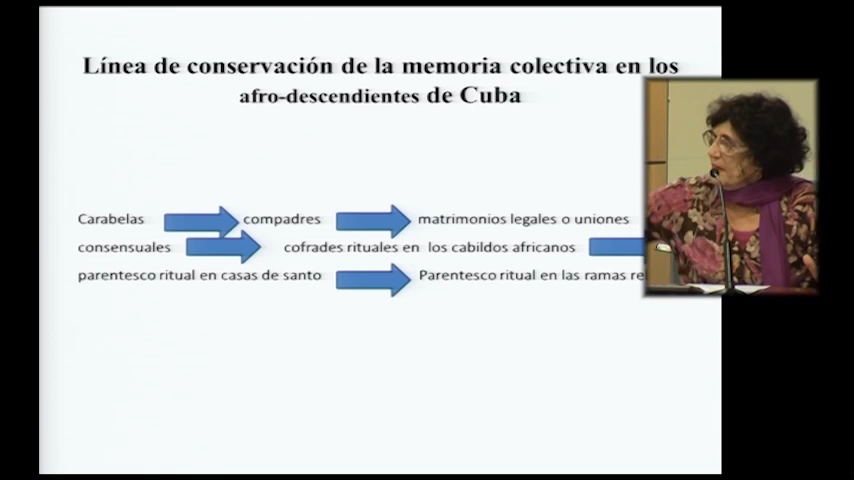 Línea de conservación de la memoria colectiva en los
afro-descendientes de Cuba
Carabelas compadres matrimonios legales o uniones
consensuales cofrades rituales en los cabildos africanos
parentesco ritual en casas de santo Parentesco ritual en las ramas